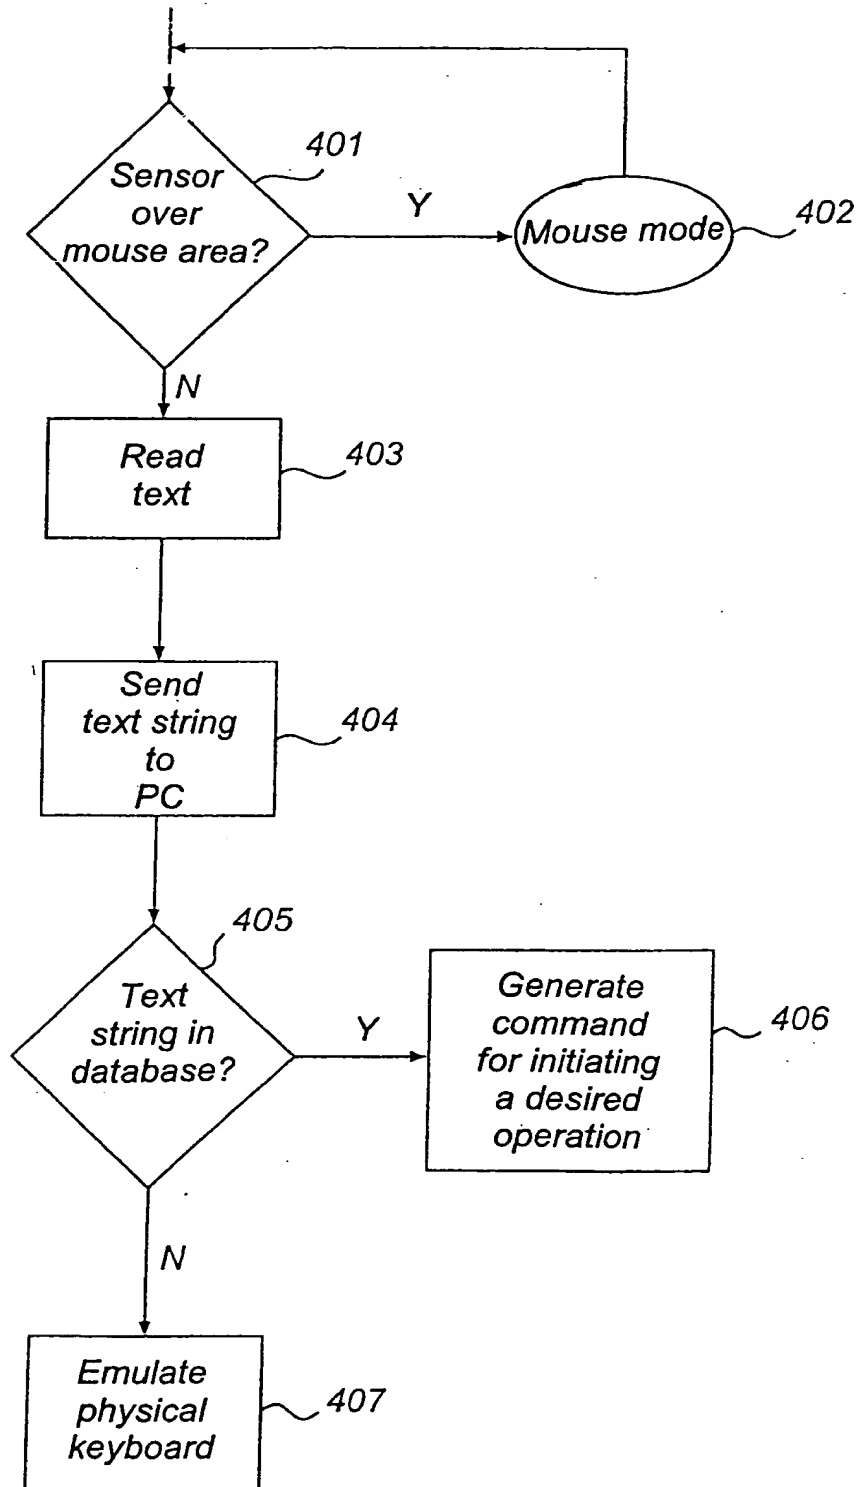 401
Sensor
over
mouse area?
Y
Mouse mode
402
N
Read
text
403
Send
text string
to
PC
404
405
Text
string in
database?
Y
Generate
command
for initiating
a desired
operation
406
N
Emulate
physical
keyboard
407